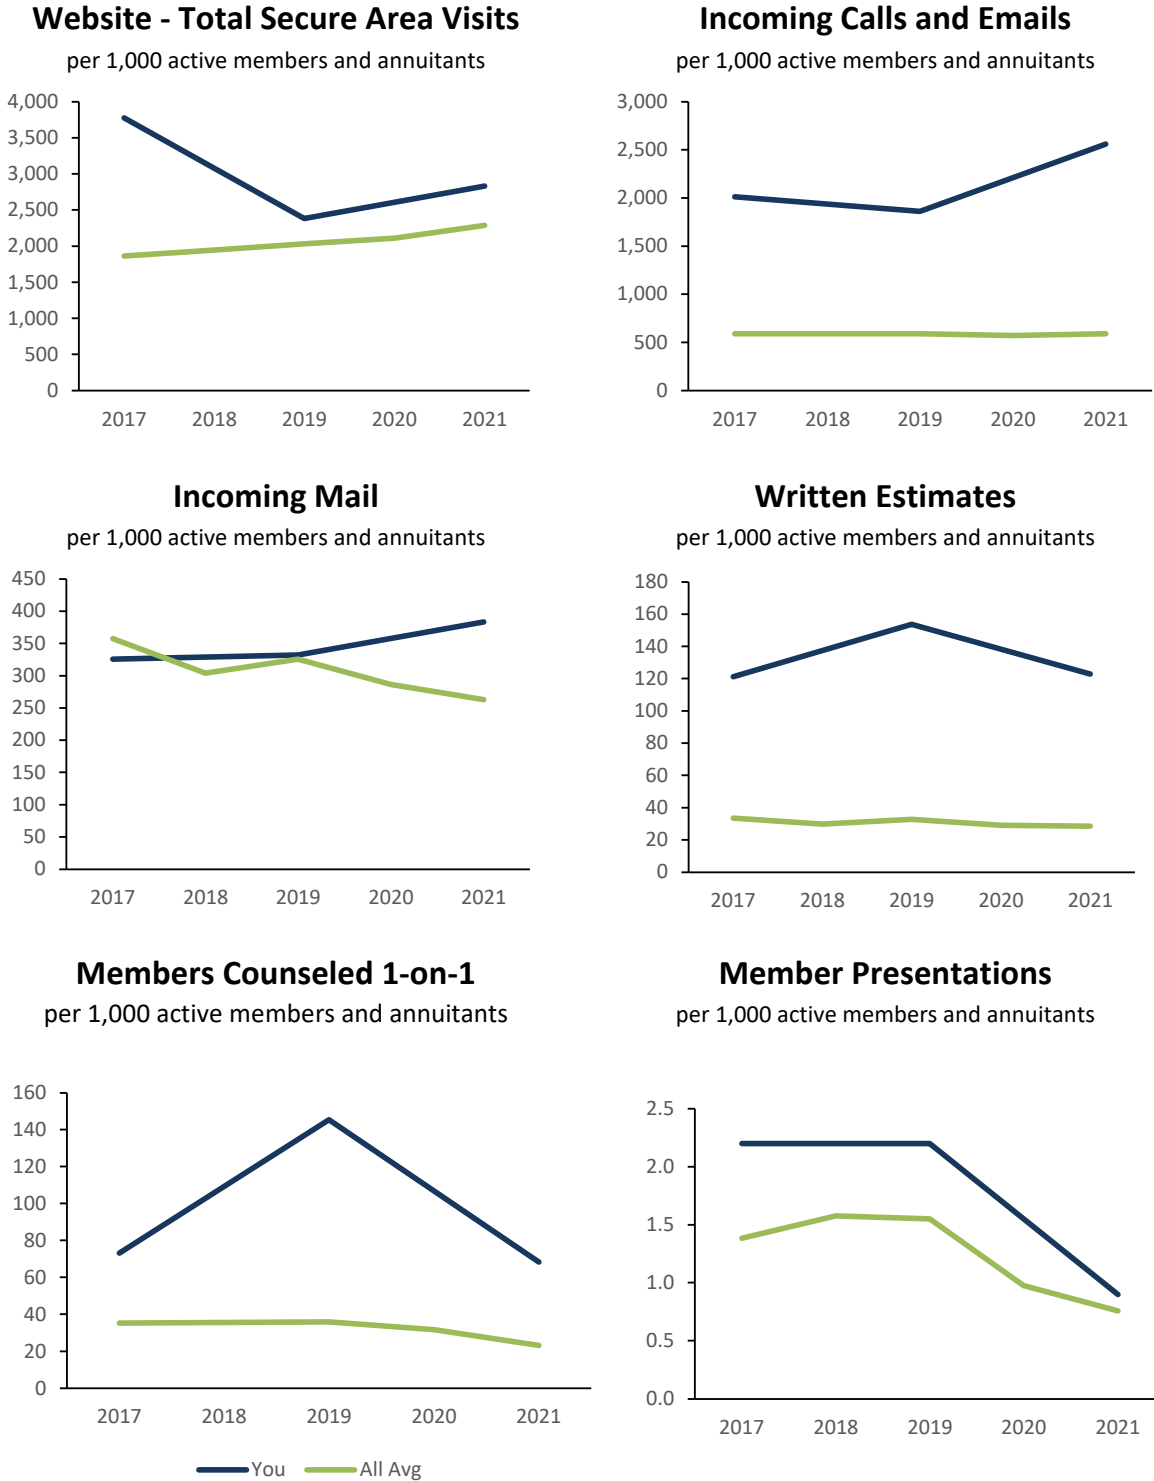 Website - Total Secure Area Visits
per 1,000 active members and annuitants
4,000
3,500
3,000
2,500
2,000
1,500
1,000
500
0
2017 2018 2019 2020 2021
Incoming Calls and Emails
per 1,000 active members and annuitants
3,000
2,500
2,000
1,500
1,000
500
0
2017 2018 2019 2020 2021
Incoming Mail
per 1,000 active members and annuitants
450
400
350
300
250
200
150
100
50
0
2017 2018 2019 2020 2021
Written Estimates
per 1,000 active members and annuitants
180
160
140
120
100
80
60
40
20
0
2017 2018 2019 2020 2021
Members Counseled 1-on-1
per 1,000 active members and annuitants
160
140
120
100
80
60
40
20
0
2017 2018 2019 2020 2021
Member Presentations
per 1,000 active members and annuitants
2.5
2.0
1.5
1.0
0.5
0.0
2017 2018 2019 2020 2021
You All Avg